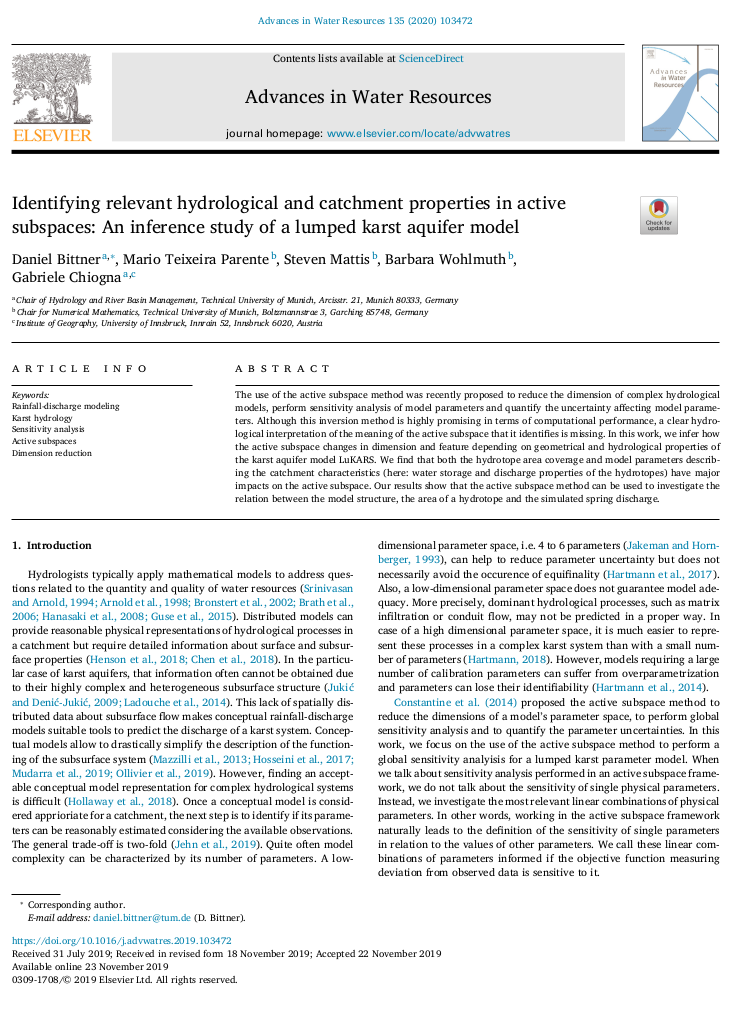 Advances in Water Resources 135 (2020) 103472
Contents lists available at ScienceDirect
Advances in Water Resources
journal homepage: www.elsevier.com/locate/advwatres
ELSEVIER
Advances in
Water Resources
Identifying relevant hydrological and catchment properties in active
subspaces: An inference study of a lumped karst aquifer model
Check for
updates
Daniel Bittner a,∗, Mario Teixeira Parente b, Steven Mattis b, Barbara Wohlmuth b,
Gabriele Chiogna a,c
a Chair of Hydrology and River Basin Management, Technical University of Munich, Arcisstr. 21, Munich 80333, Germany
b Chair for Numerical Mathematics, Technical University of Munich, Boltzmannstrae 3, Garching 85748, Germany
c Institute of Geography, University of Innsbruck, Innrain 52, Innsbruck 6020, Austria
ARTICLE INFO
Keywords:
Rainfall-discharge modeling
Karst hydrology
Sensitivity analysis
Active subspaces
Dimension reduction
ABSTRACT
The use of the active subspace method was recently proposed to reduce the dimension of complex hydrological
models, perform sensitivity analysis of model parameters and quantify the uncertainty affecting model parame-
ters. Although this inversion method is highly promising in terms of computational performance, a clear hydro-
logical interpretation of the meaning of the active subspace that it identifies is missing. In this work, we infer how
the active subspace changes in dimension and feature depending on geometrical and hydrological properties of
the karst aquifer model LuKARS. We find that both the hydrotope area coverage and model parameters describ-
ing the catchment characteristics (here: water storage and discharge properties of the hydrotopes) have major
impacts on the active subspace. Our results show that the active subspace method can be used to investigate the
relation between the model structure, the area of a hydrotope and the simulated spring discharge.
1. Introduction
Hydrologists typically apply mathematical models to address ques-
tions related to the quantity and quality of water resources (Srinivasan
and Arnold, 1994; Arnold et al., 1998; Bronstert et al., 2002; Brath et al.,
2006; Hanasaki et al., 2008; Guse et al., 2015). Distributed models can
provide reasonable physical representations of hydrological processes in
a catchment but require detailed information about surface and subsur-
face properties (Henson et al., 2018; Chen et al., 2018). In the particu-
lar case of karst aquifers, that information often cannot be obtained due
to their highly complex and heterogeneous subsurface structure (Jukić
and Denić-Jukić, 2009; Ladouche et al., 2014). This lack of spatially dis-
tributed data about subsurface flow makes conceptual rainfall-discharge
models suitable tools to predict the discharge of a karst system. Concep-
tual models allow to drastically simplify the description of the function-
ing of the subsurface system (Mazzilli et al., 2013; Hosseini et al., 2017;
Mudarra et al., 2019; Ollivier et al., 2019). However, finding an accept-
able conceptual model representation for complex hydrological systems
is difficult (Hollaway et al., 2018). Once a conceptual model is consid-
ered apprioriate for a catchment, the next step is to identify if its parame-
ters can be reasonably estimated considering the available observations.
The general trade-off is two-fold (Jehn et al., 2019). Quite often model
complexity can be characterized by its number of parameters. A low-
dimensional parameter space, i.e. 4 to 6 parameters (Jakeman and Horn-
berger, 1993), can help to reduce parameter uncertainty but does not
necessarily avoid the occurence of equifinality (Hartmann et al., 2017).
Also, a low-dimensional parameter space does not guarantee model ade-
quacy. More precisely, dominant hydrological processes, such as matrix
infiltration or conduit flow, may not be predicted in a proper way. In
case of a high dimensional parameter space, it is much easier to repre-
sent these processes in a complex karst system than with a small num-
ber of parameters (Hartmann, 2018). However, models requiring a large
number of calibration parameters can suffer from overparametrization
and parameters can lose their identifiability (Hartmann et al., 2014).
Constantine et al. (2014) proposed the active subspace method to
reduce the dimensions of a model's parameter space, to perform global
sensitivity analysis and to quantify the parameter uncertainties. In this
work, we focus on the use of the active subspace method to perform a
global sensitivity analyisis for a lumped karst parameter model. When
we talk about sensitivity analysis performed in an active subspace frame-
work, we do not talk about the sensitivity of single physical parameters.
Instead, we investigate the most relevant linear combinations of physical
parameters. In other words, working in the active subspace framework
naturally leads to the definition of the sensitivity of single parameters
in relation to the values of other parameters. We call these linear com-
binations of parameters informed if the objective function measuring
deviation from observed data is sensitive to it.
∗ Corresponding author.
E-mail address: daniel.bittner@tum.de (D. Bittner).
https://doi.org/10.1016/j.advwatres.2019.103472
Received 31 July 2019; Received in revised form 18 November 2019; Accepted 22 November 2019
Available online 23 November 2019
0309-1708/© 2019 Elsevier Ltd. All rights reserved.